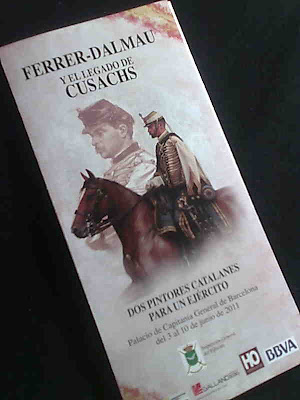 FERRER-DALMAU
Y EL LEGADO DE
CUSACHS
DOS PINTORES CATALANES
PARA UN EJÉRCITO
Palacio de Capitanía General de Barcelona
del 3 al 10 de junio de 2011
GALLAND
HO
BBVA